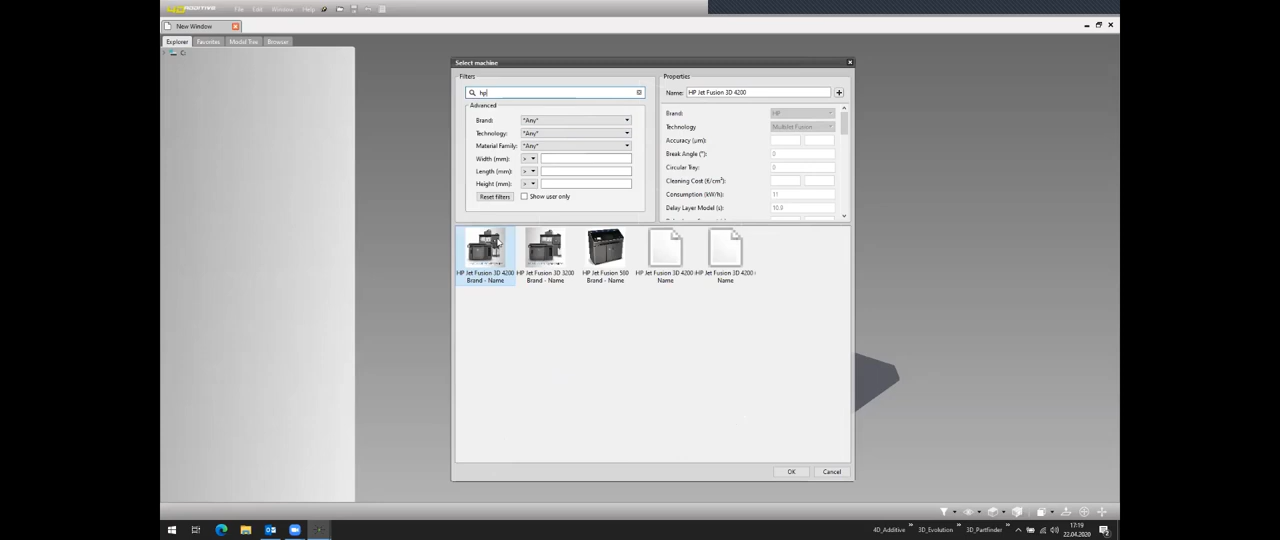 File Edit Window Help
New Window
Explorer Favorites Model Tree Browser
Select machine
Filters
hp
Advanced
Brand: *Any*
Technology: *Any*
Material Family: *Any*
Width (mm): >
Length (mm): >
Height (mm): >
Reset filters Show user only
Properties
Name: HP Jet Fusion 3D 4200
Brand: HP
Technology MultiJet Fusion
Accuracy (µm):
Break Angle (°): 0
Circular Tray: 0
Cleaning Cost (€/cm²):
Consumption (kW/h): 11
Delay Layer Model (s): 10,0
HP Jet Fusion 3D 4200 HP Jet Fusion 3D 3200 HP Jet Fusion 580 HP Jet Fusion 3D 4200 HP Jet Fusion 3D 4200
Brand - Name Brand - Name Brand - Name Name Name
OK Cancel
4D_Additive 3D_Evolution 3D_Partfinder
17:19
22.04.2020